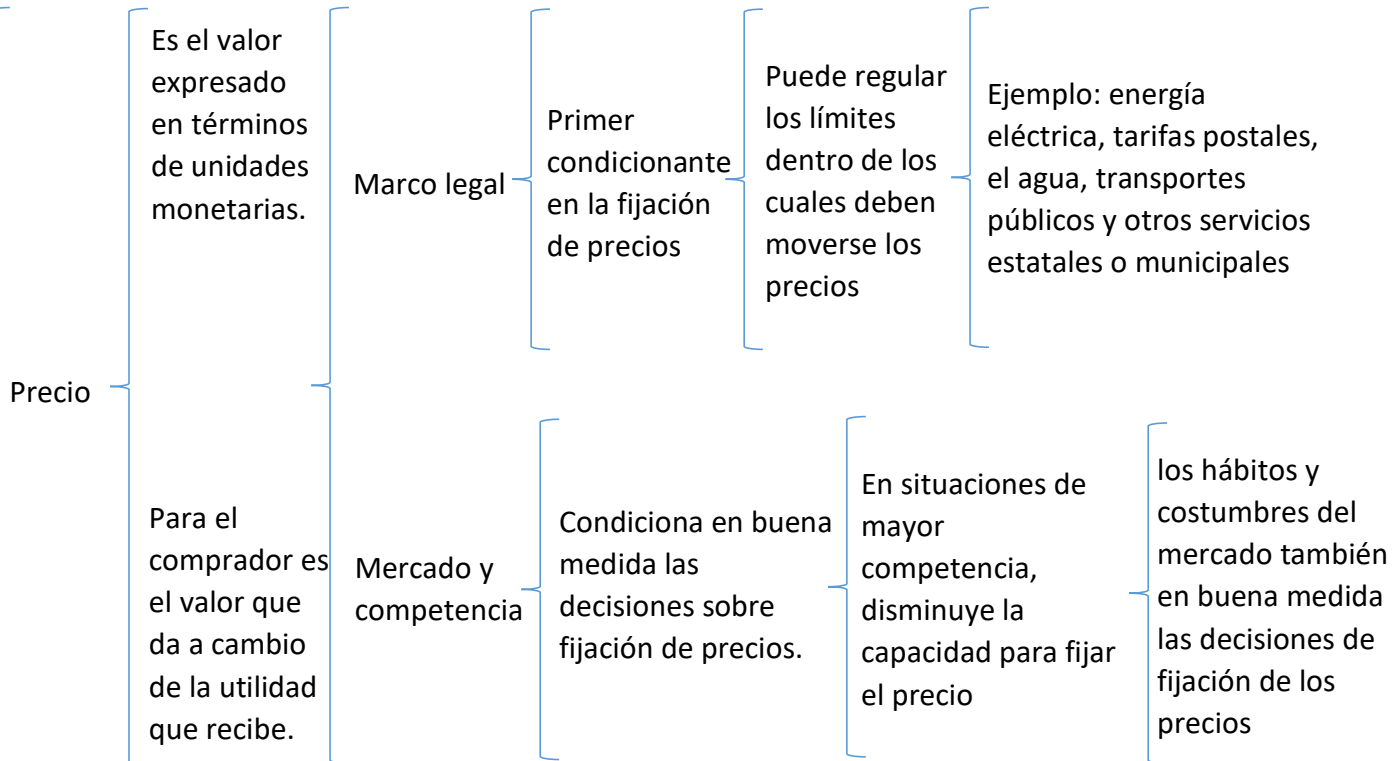 Precio
Es el valor
expresado
en términos
de unidades
monetarias.
Para el
comprador es
el valor que
da a cambio
de la utilidad
que recibe.
Marco legal
Primer
condicionante
en la fijación
de precios
Puede regular
los límites
dentro de los
cuales deben
moverse los
precios
Ejemplo: energía
eléctrica, tarifas postales,
el agua, transportes
públicos y otros servicios
estatales o municipales
Mercado y
competencia
Condiciona en buena
medida las
decisiones sobre
fijación de precios.
En situaciones de
mayor
competencia,
disminuye la
capacidad para fijar
el precio
los hábitos y
costumbres del
mercado también
en buena medida
las decisiones de
fijación de los
precios